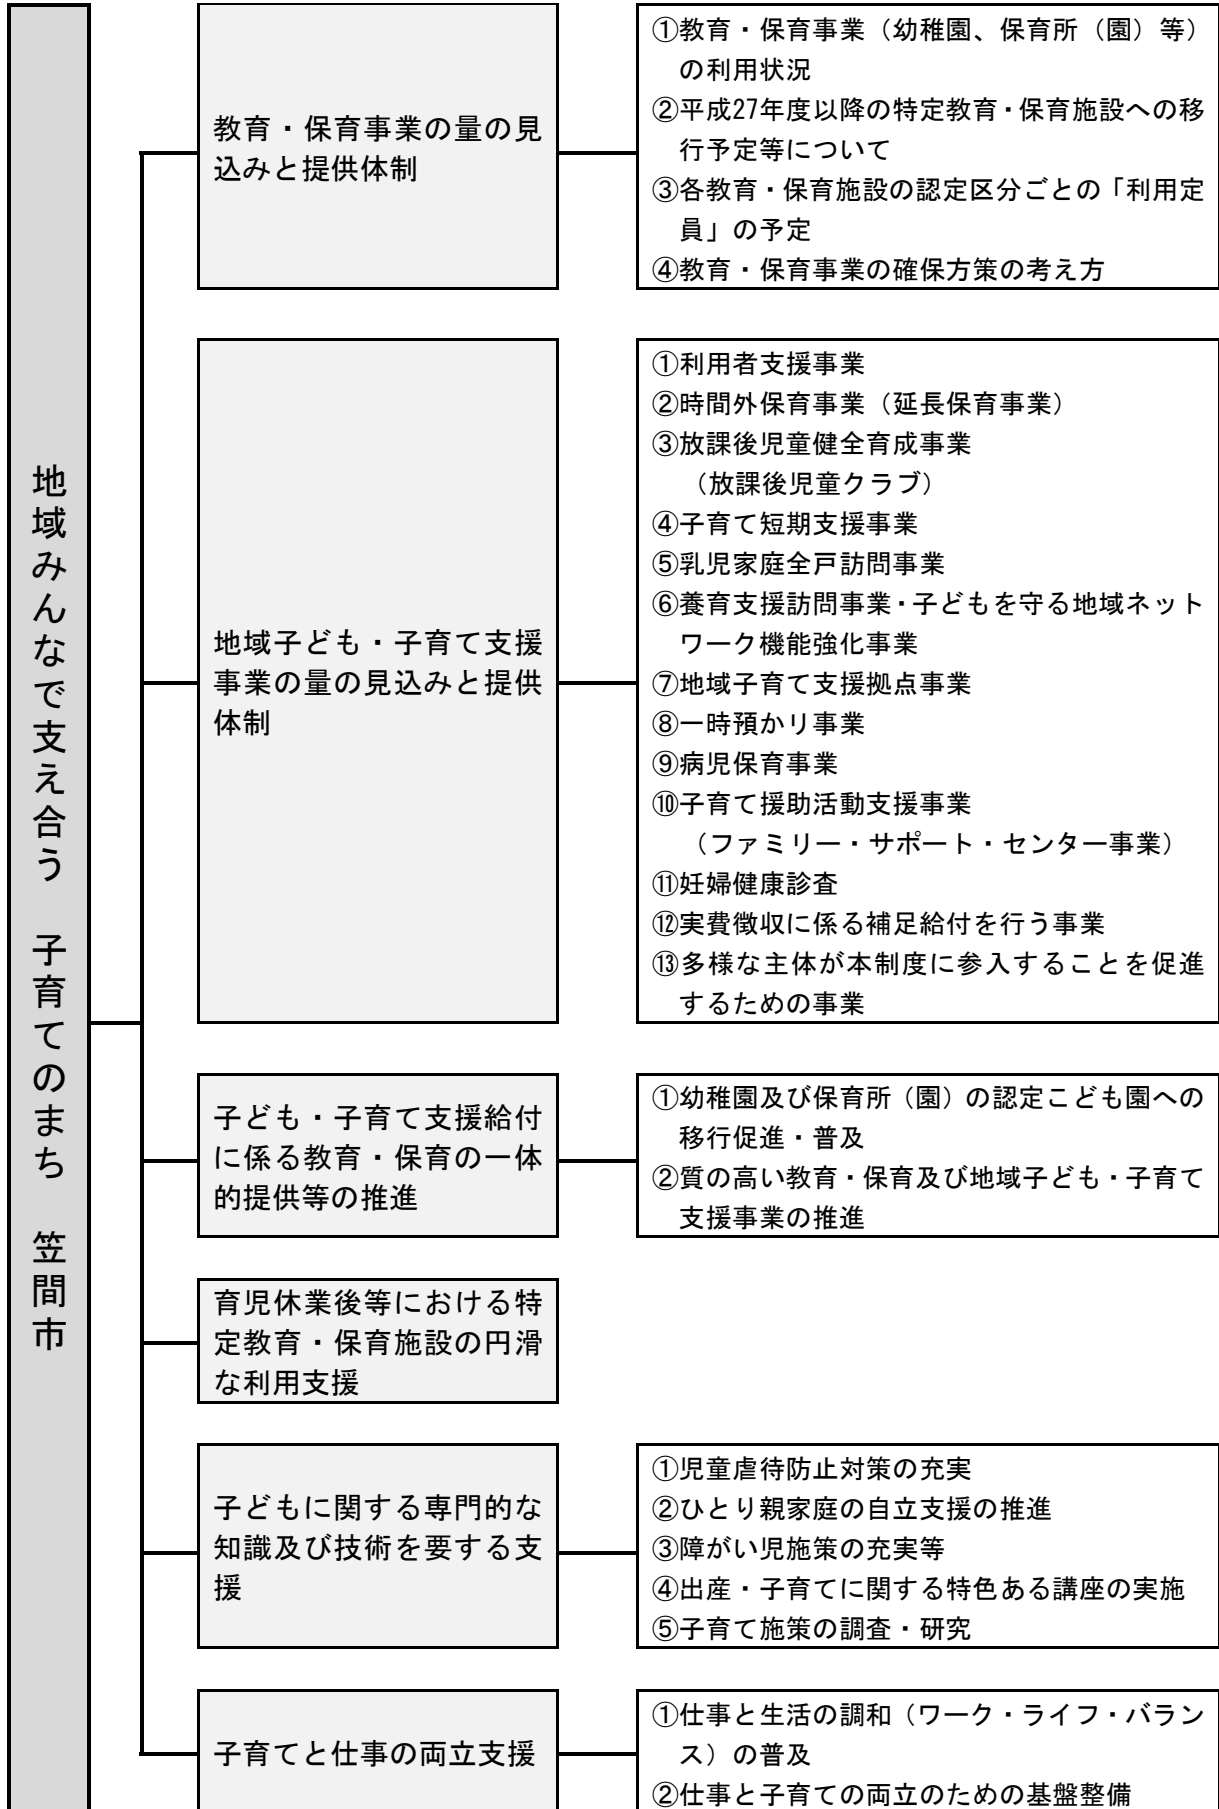 地域みんなで支え合う　子育てのまち　笠間市
教育・保育事業の量の見
込みと提供体制
①教育・保育事業（幼稚園、保育所（園）等）
の利用状況
②平成27年度以降の特定教育・保育施設への移
行予定等について
③各教育・保育施設の認定区分ごとの「利用定
員」の予定
④教育・保育事業の確保方策の考え方
地域子ども・子育て支援
事業の量の見込みと提供
体制
①利用者支援事業
②時間外保育事業（延長保育事業）
③放課後児童健全育成事業
（放課後児童クラブ）
④子育て短期支援事業
⑤乳児家庭全戸訪問事業
⑥養育支援訪問事業・子どもを守る地域ネット
ワーク機能強化事業
⑦地域子育て支援拠点事業
⑧一時預かり事業
⑨病児保育事業
⑩子育て援助活動支援事業
（ファミリー・サポート・センター事業）
⑪妊婦健康診査
⑫実費徴収に係る補足給付を行う事業
⑬多様な主体が本制度に参入することを促進
するための事業
子ども・子育て支援給付
に係る教育・保育の一体
的提供等の推進
①幼稚園及び保育所（園）の認定こども園への
移行促進・普及
②質の高い教育・保育及び地域子ども・子育て
支援事業の推進
育児休業後等における特
定教育・保育施設の円滑
な利用支援
子どもに関する専門的な
知識及び技術を要する支
援
①児童虐待防止対策の充実
②ひとり親家庭の自立支援の推進
③障がい児施策の充実等
④出産・子育てに関する特色ある講座の実施
⑤子育て施策の調査・研究
子育てと仕事の両立支援
①仕事と生活の調和（ワーク・ライフ・バラン
ス）の普及
②仕事と子育ての両立のための基盤整備